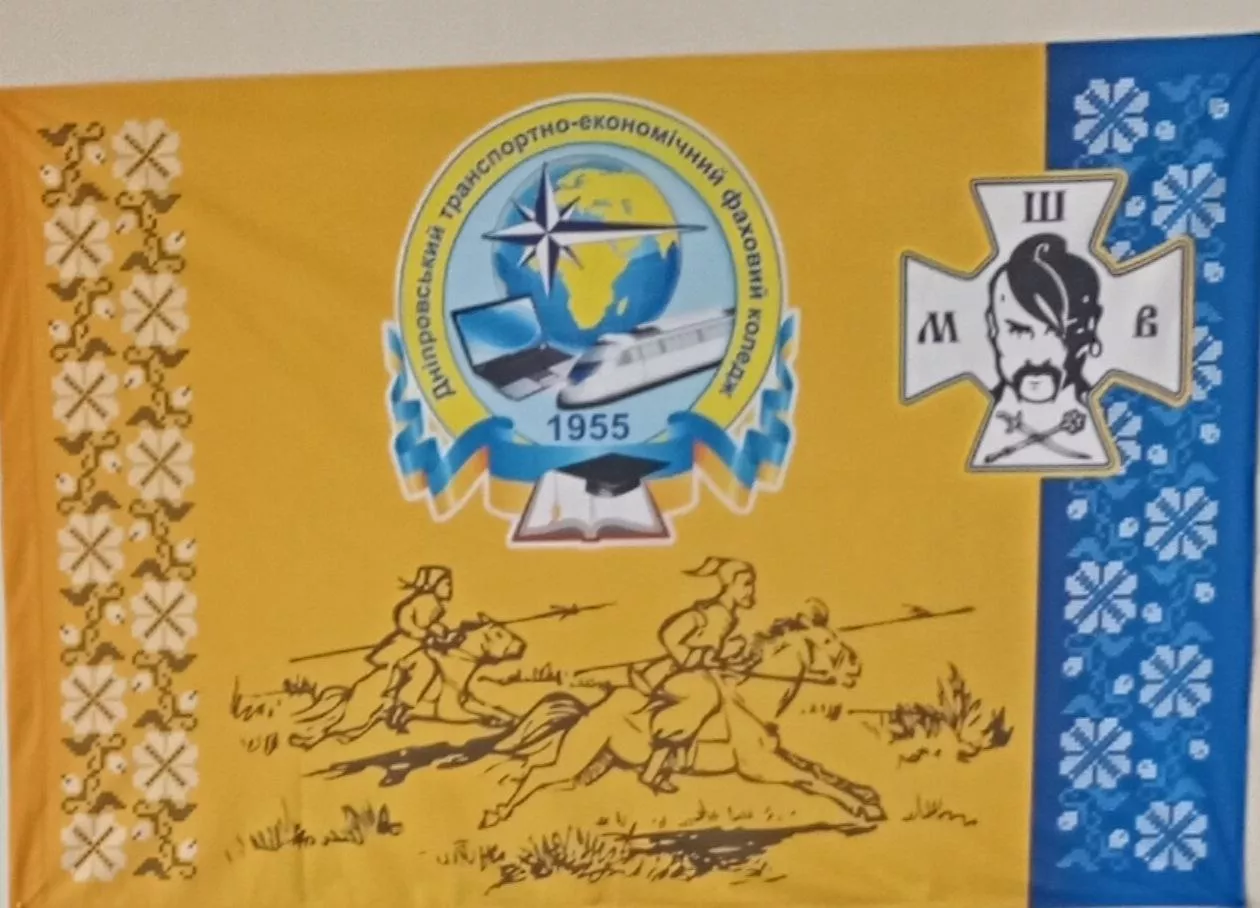 Дніпровський транспортно-економічний фаховий коледж
1955
Ш
М В